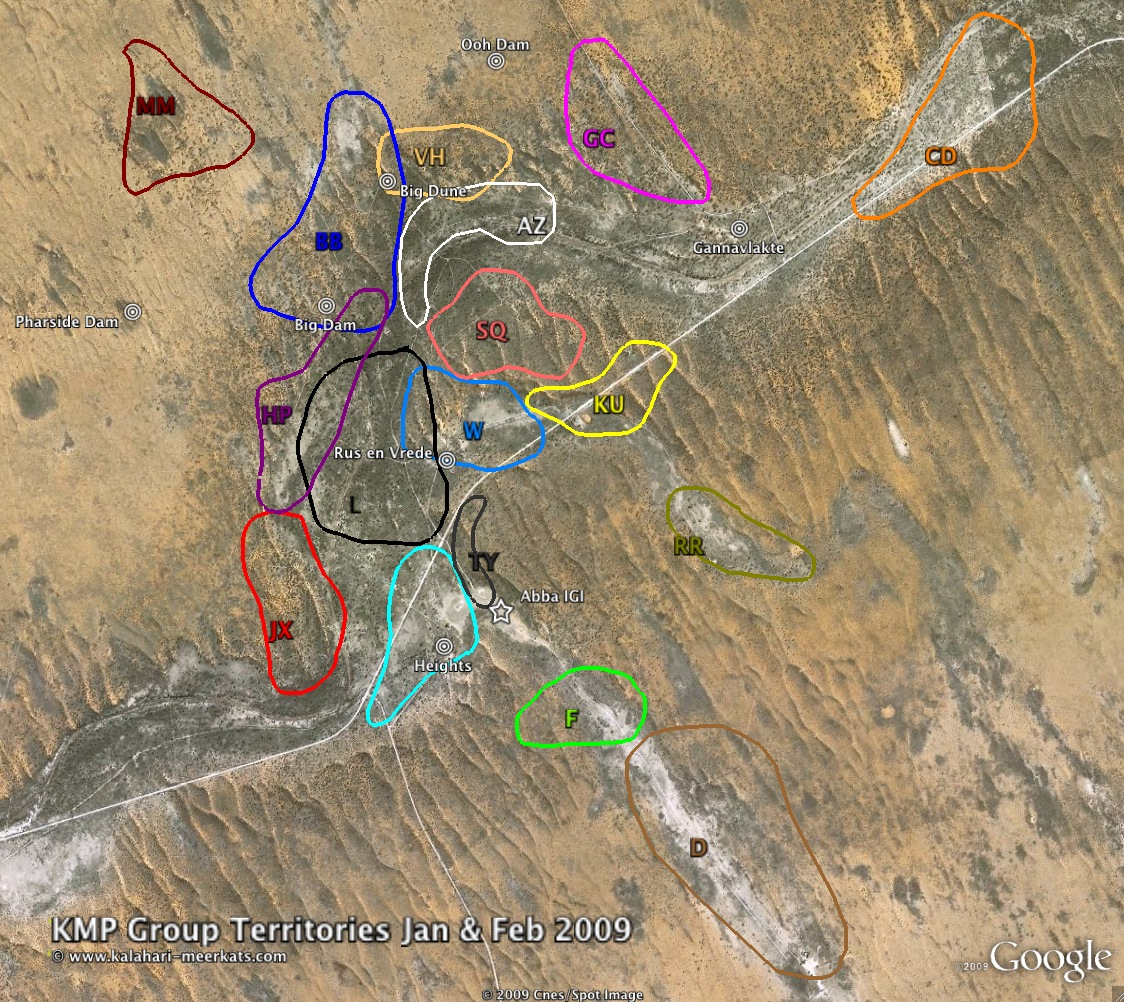 Ooh Dam
MM
GC
VH
CD
Big Dune
AZ
BB
Gannavlakte
Big Dam
Pharside Dam
SQ
HP
KU
W
Rus en Vrede
L
RR
TY
Abba IGI
JX
Heights
F
D
KMP Group Territories Jan & Feb 2009
© www.kalahari-meerkats.com
©2009 Google
© 2009 Cnes/Spot Image